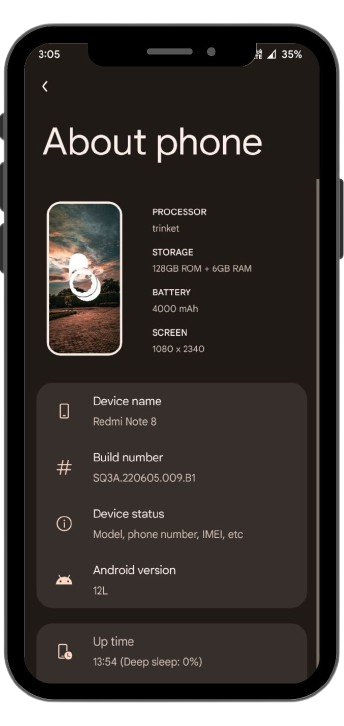 3:05
35%
About phone
PROCESSOR
trinket
STORAGE
128GB ROM + 6GB RAM
BATTERY
4000 mAh
SCREEN
1080 x 2340
Device name
Redmi Note 8
Build number
SQ3A.220605.009.B1
Device status
Model, phone number, IMEI, etc
Android version
12L
Up time
13:54 (Deep sleep: 0%)